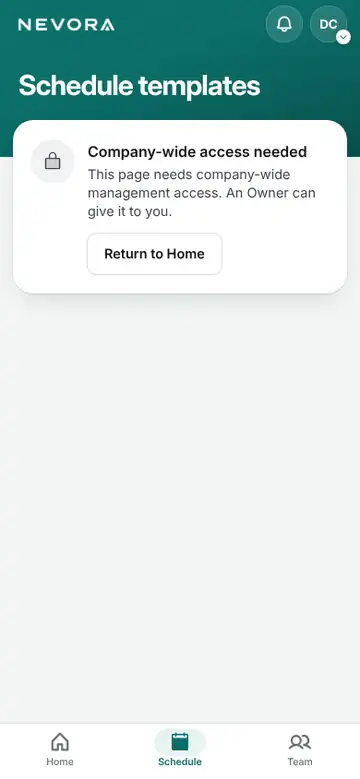 NEVORA
DC
Schedule templates
Company-wide access needed
This page needs company-wide
management access. An Owner can
give it to you.
Return to Home
Home
Schedule
Team